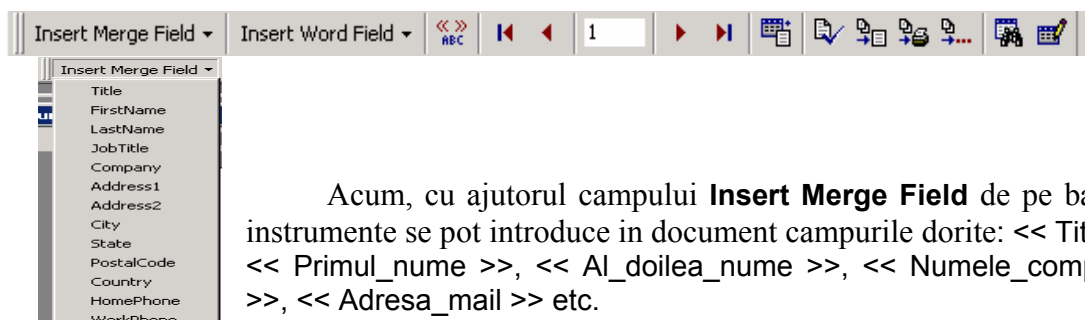 Insert Merge Field Insert Word Field « » ABC 1
Insert Merge Field
Title
FirstName
LastName
JobTitle
Company
Address1
Address2
City
State
PostalCode
Country
HomePhone
WorkPhone
Acum, cu ajutorul campului Insert Merge Field de pe ba
instrumente se pot introduce in document campurile dorite: << Tit
<< Primul_nume >>, << Al_doilea_nume >>, << Numele_comp
>>, << Adresa_mail >> etc.